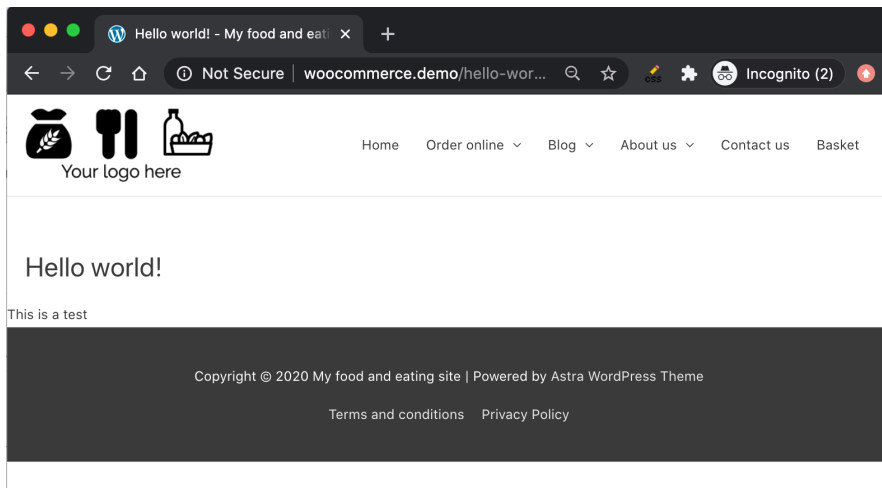 Hello world! - My food and eati
Not Secure | woocommerce.demo/hello-wor...
css
Incognito (2)
Your logo here
Home Order online Blog About us Contact us Basket
Hello world!
This is a test
Copyright © 2020 My food and eating site | Powered by Astra WordPress Theme
Terms and conditions Privacy Policy